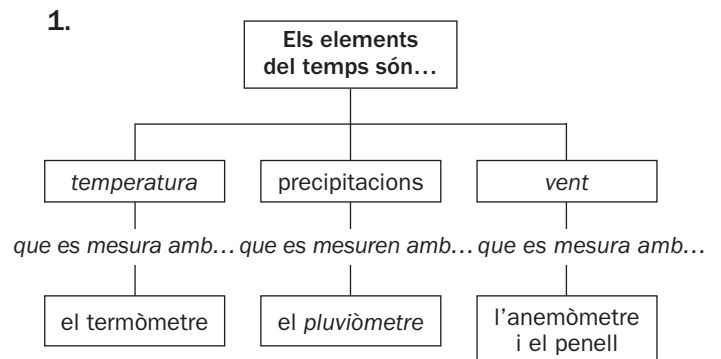 1.
Els elements
del temps són…
temperatura
precipitacions
vent
que es mesura amb…
que es mesuren amb…
que es mesura amb…
el termòmetre
el pluviòmetre
l’anemòmetre
i el penell